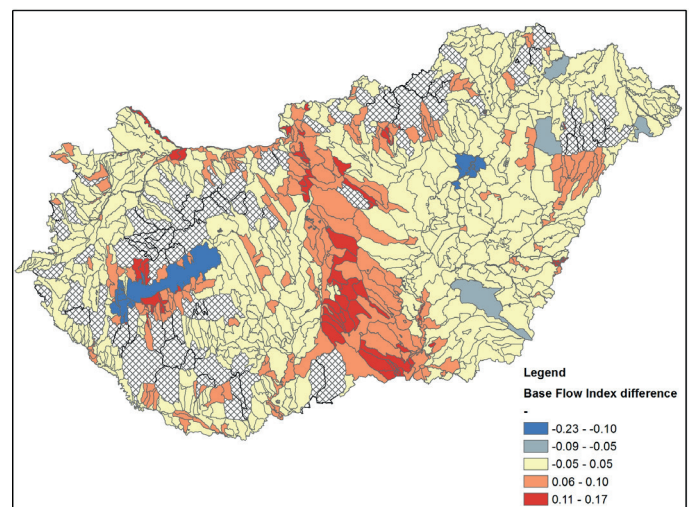 Legend
Base Flow Index difference
-
-0.23 - -0.10
-0.09 - -0.05
-0.05 - 0.05
0.06 - 0.10
0.11 - 0.17